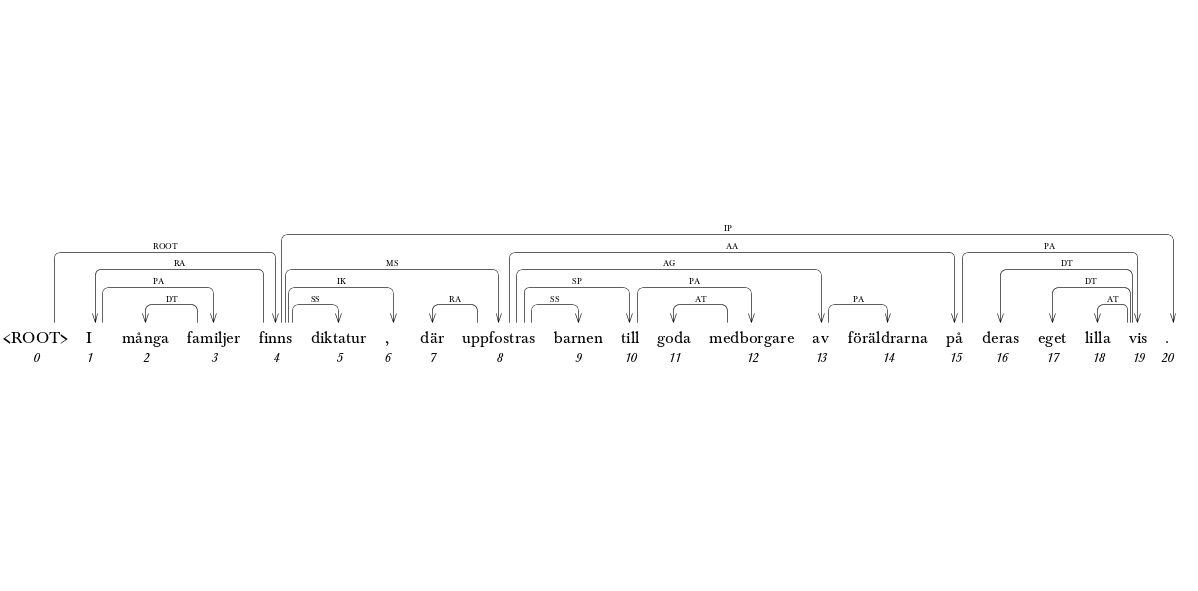 IP
ROOT AA PA
RA MS AG DT
PA IK SP PA DT
DT SS RA SS AT PA AT
<ROOT> I många familjer finns diktatur , där uppfostras barnen till goda medborgare av föräldrarna på deras eget lilla vis .
0 1 2 3 4 5 6 7 8 9 10 11 12 13 14 15 16 17 18 19 20